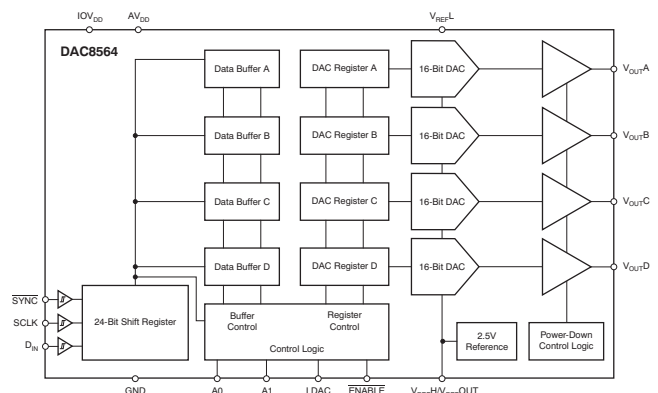 IOVDD AVDD VREFL
DAC8564
Data Buffer A DAC Register A 16-Bit DAC VOUTA
Data Buffer B DAC Register B 16-Bit DAC VOUTB
Data Buffer C DAC Register C 16-Bit DAC VOUTC
Data Buffer D DAC Register D 16-Bit DAC VOUTD
SYNC
SCLK
DIN
24-Bit Shift Register
Buffer
Control
Register
Control
Control Logic
2.5V
Reference
Power-Down
Control Logic
GND A0 A1 LDAC ENABLE VREFH/VREFOUT